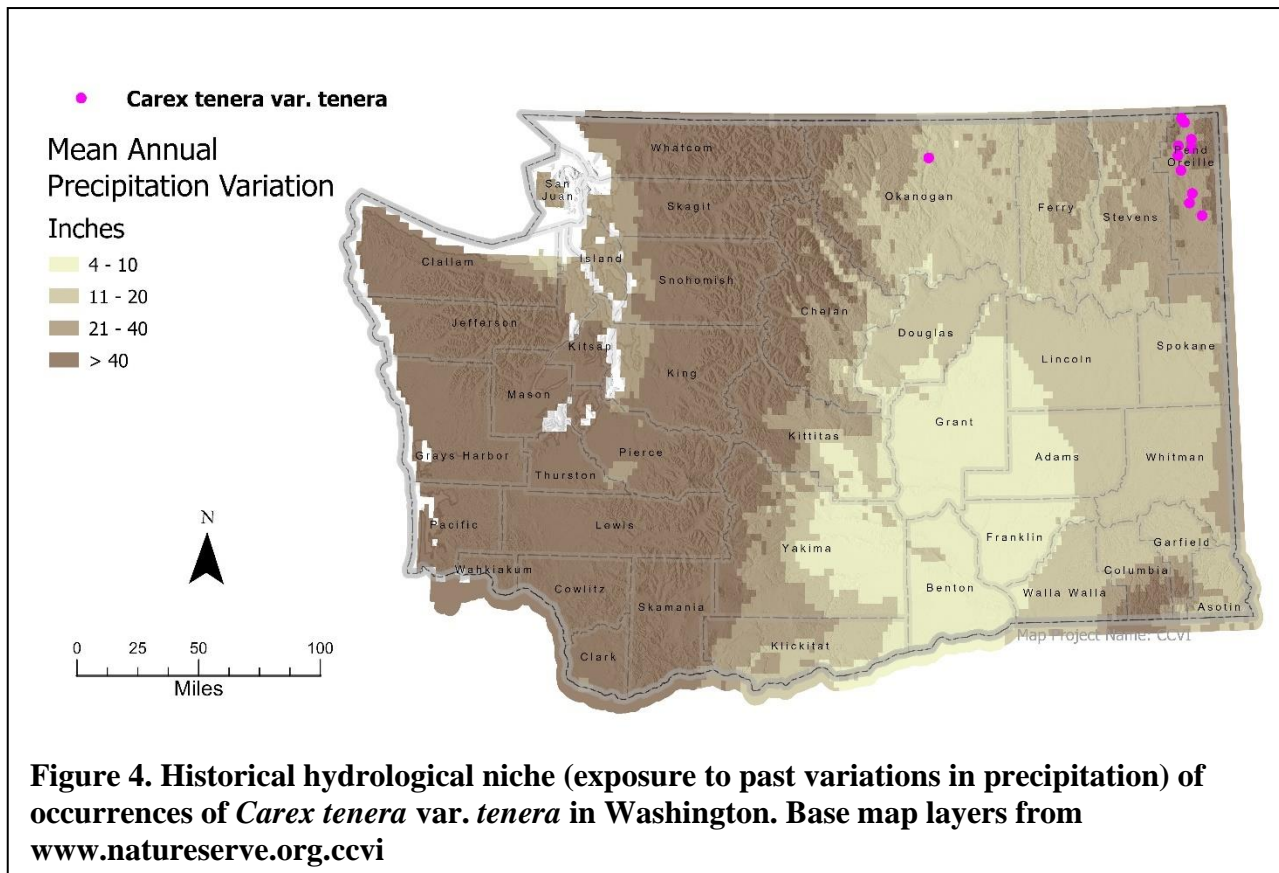 Carex tenera var. tenera
Mean Annual
Precipitation Variation
Inches
4 - 10
11 - 20
21 - 40
> 40
Whatcom
San
Juan
Skagit
Okanogan
Ferry
Stevens
Pend
Oreille
Clallam
Island
Snohomish
Chelan
Douglas
Jefferson
Kitsap
King
Lincoln
Spokane
Mason
Grays Harbor
Kittitas
Grant
Pierce
Thurston
Adams
Whitman
N
Pacific
Lewis
Yakima
Franklin
Garfield
Wahkiakum
Cowlitz
Skamania
Benton
Columbia
Walla Walla
Asotin
Clark
Klickitat
Map Project Name: CCVI
0 25 50 100
Miles
Figure 4. Historical hydrological niche (exposure to past variations in precipitation) of
occurrences of Carex tenera var. tenera in Washington. Base map layers from
www.natureserve.org.ccvi